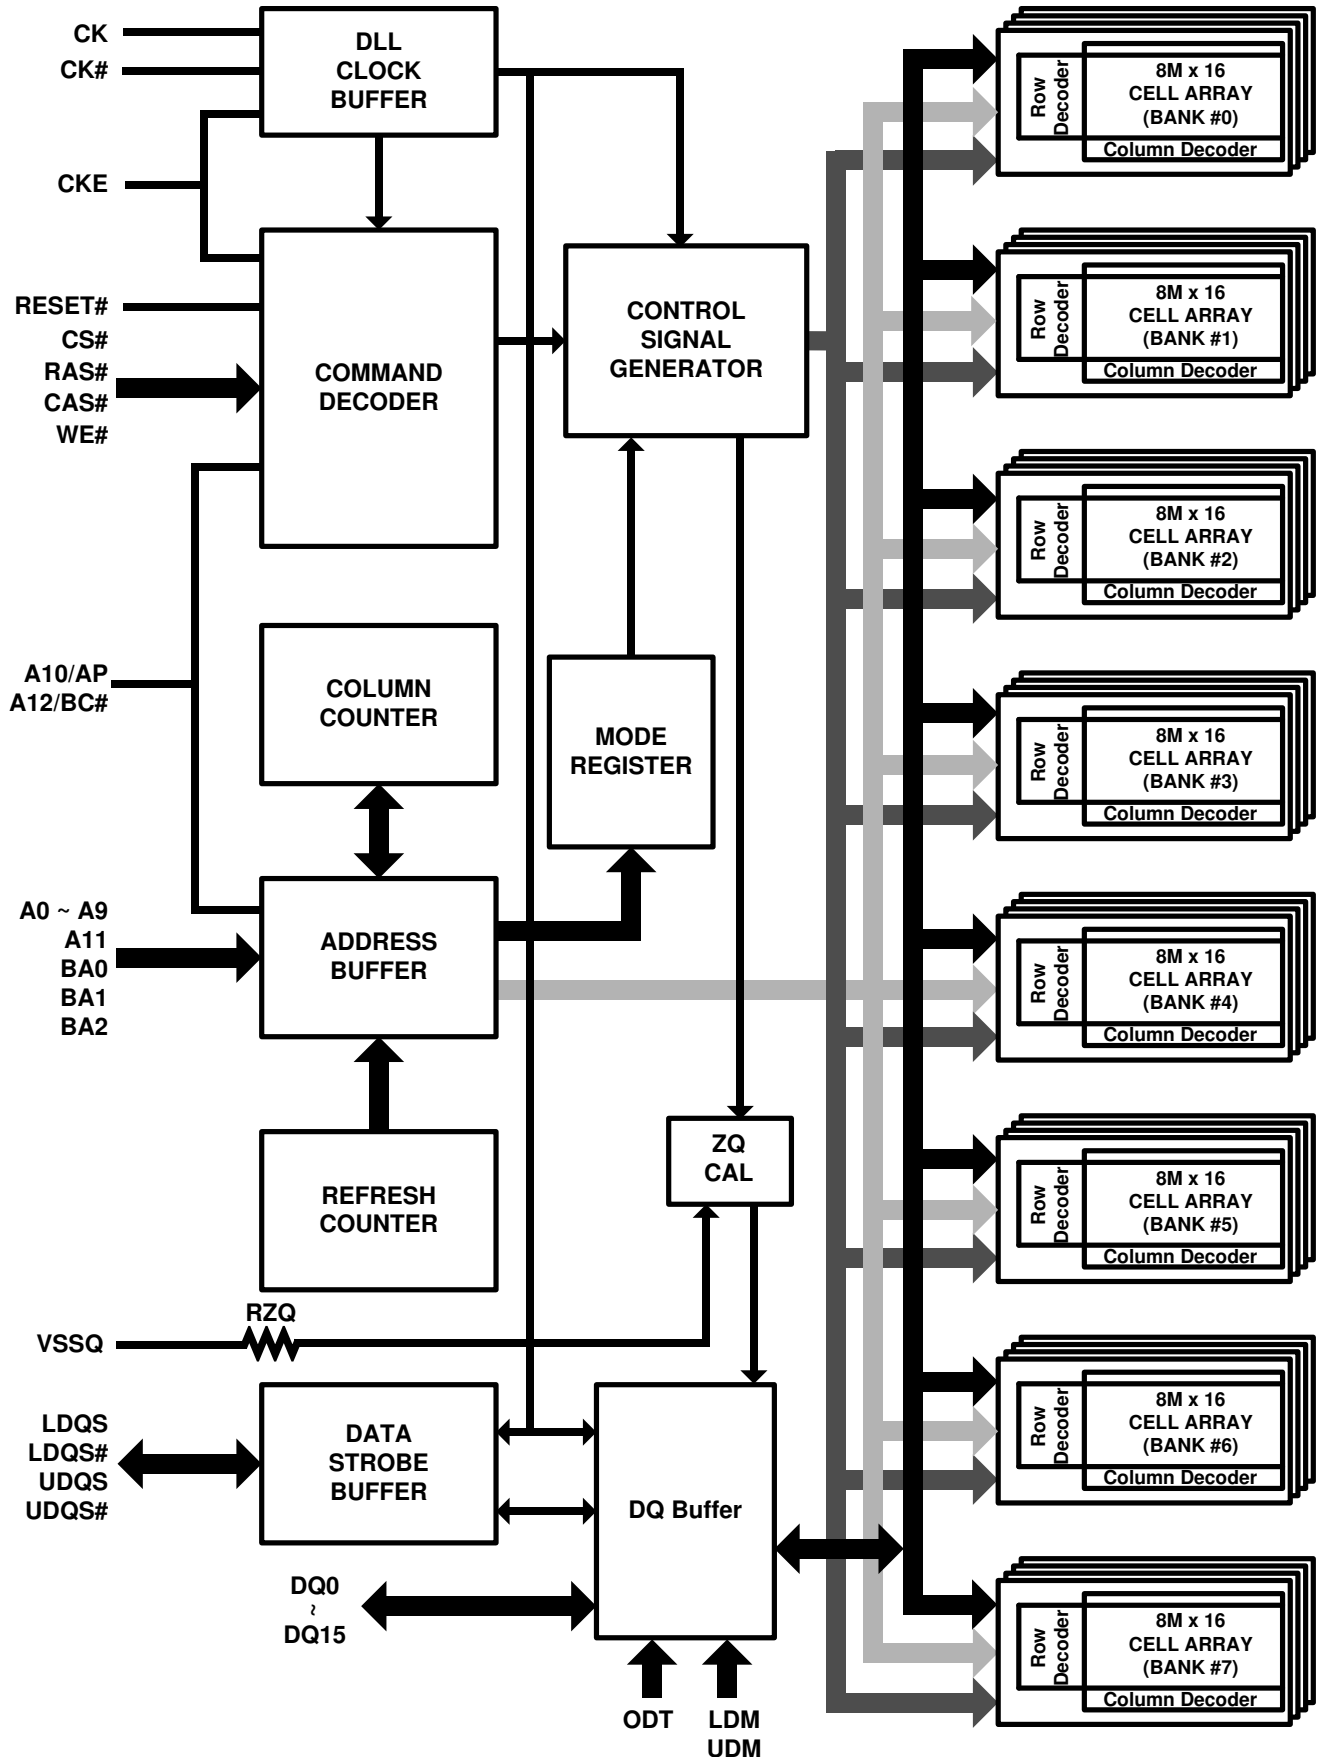 CK
CK#
CKE
RESET#
CS#
RAS#
CAS#
WE#
A10/AP
A12/BC#
A0 ~ A9
A11
BA0
BA1
BA2
VSSQ
RZQ
LDQS
LDQS#
UDQS
UDQS#
DQ0
~
DQ15
DLL
CLOCK
BUFFER
COMMAND
DECODER
COLUMN
COUNTER
ADDRESS
BUFFER
REFRESH
COUNTER
DATA
STROBE
BUFFER
CONTROL
SIGNAL
GENERATOR
MODE
REGISTER
ZQ
CAL
DQ Buffer
ODT
LDM
UDM
Row
Decoder
8M x 16
CELL ARRAY
(BANK #0)
Column Decoder
Row
Decoder
8M x 16
CELL ARRAY
(BANK #1)
Column Decoder
Row
Decoder
8M x 16
CELL ARRAY
(BANK #2)
Column Decoder
Row
Decoder
8M x 16
CELL ARRAY
(BANK #3)
Column Decoder
Row
Decoder
8M x 16
CELL ARRAY
(BANK #4)
Column Decoder
Row
Decoder
8M x 16
CELL ARRAY
(BANK #5)
Column Decoder
Row
Decoder
8M x 16
CELL ARRAY
(BANK #6)
Column Decoder
Row
Decoder
8M x 16
CELL ARRAY
(BANK #7)
Column Decoder